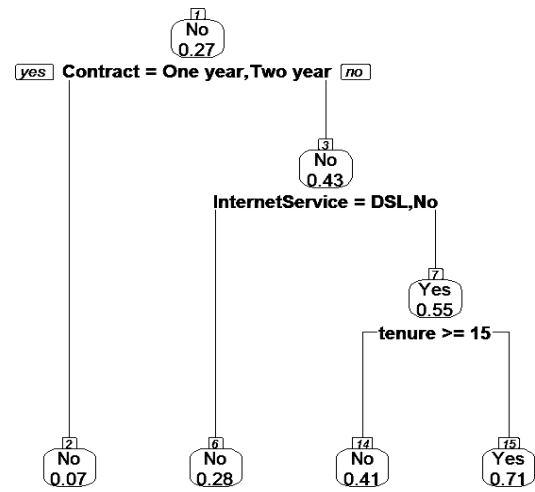 1
No
0.27
yes Contract = One year,Two year no
3
No
0.43
InternetService = DSL,No
7
Yes
0.55
tenure >= 15
2 6 14 15
No No No Yes
0.07 0.28 0.41 0.71